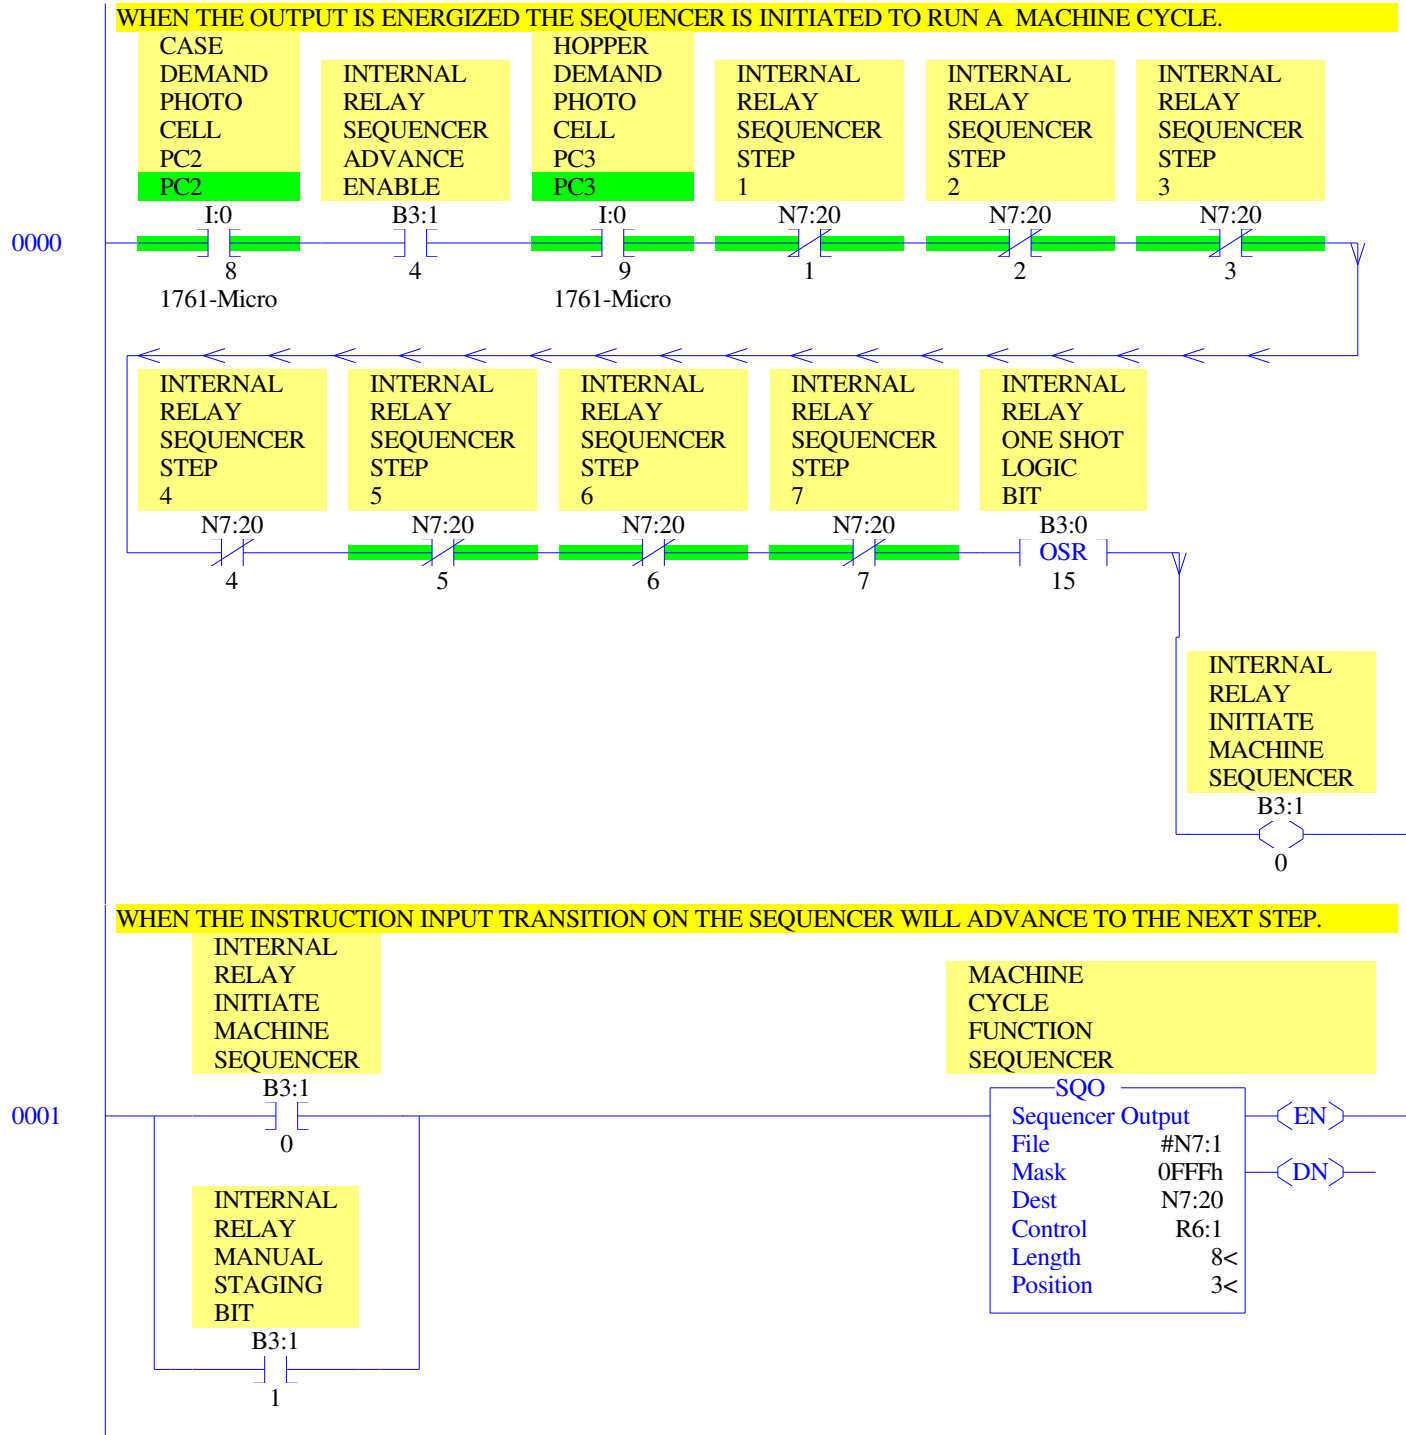 WHEN THE OUTPUT IS ENERGIZED THE SEQUENCER IS INITIATED TO RUN A  MACHINE CYCLE.
CASE
DEMAND
PHOTO
CELL
PC2
PC2
I:0
8
1761-Micro
INTERNAL
RELAY
SEQUENCER
ADVANCE
ENABLE
B3:1
4
HOPPER
DEMAND
PHOTO
CELL
PC3
PC3
I:0
9
1761-Micro
INTERNAL
RELAY
SEQUENCER
STEP
1
N7:20
1
INTERNAL
RELAY
SEQUENCER
STEP
2
N7:20
2
INTERNAL
RELAY
SEQUENCER
STEP
3
N7:20
3
0000
INTERNAL
RELAY
SEQUENCER
STEP
4
N7:20
4
INTERNAL
RELAY
SEQUENCER
STEP
5
N7:20
5
INTERNAL
RELAY
SEQUENCER
STEP
6
N7:20
6
INTERNAL
RELAY
SEQUENCER
STEP
7
N7:20
7
INTERNAL
RELAY
ONE SHOT
LOGIC
BIT
B3:0
OSR
15
INTERNAL
RELAY
INITIATE
MACHINE
SEQUENCER
B3:1
0
WHEN THE INSTRUCTION INPUT TRANSITION ON THE SEQUENCER WILL ADVANCE TO THE NEXT STEP.
INTERNAL
RELAY
INITIATE
MACHINE
SEQUENCER
B3:1
0
0001
INTERNAL
RELAY
MANUAL
STAGING
BIT
B3:1
1
MACHINE
CYCLE
FUNCTION
SEQUENCER
SQO
Sequencer Output
File #N7:1
Mask 0FFFh
Dest N7:20
Control R6:1
Length 8<
Position 3<
EN
DN